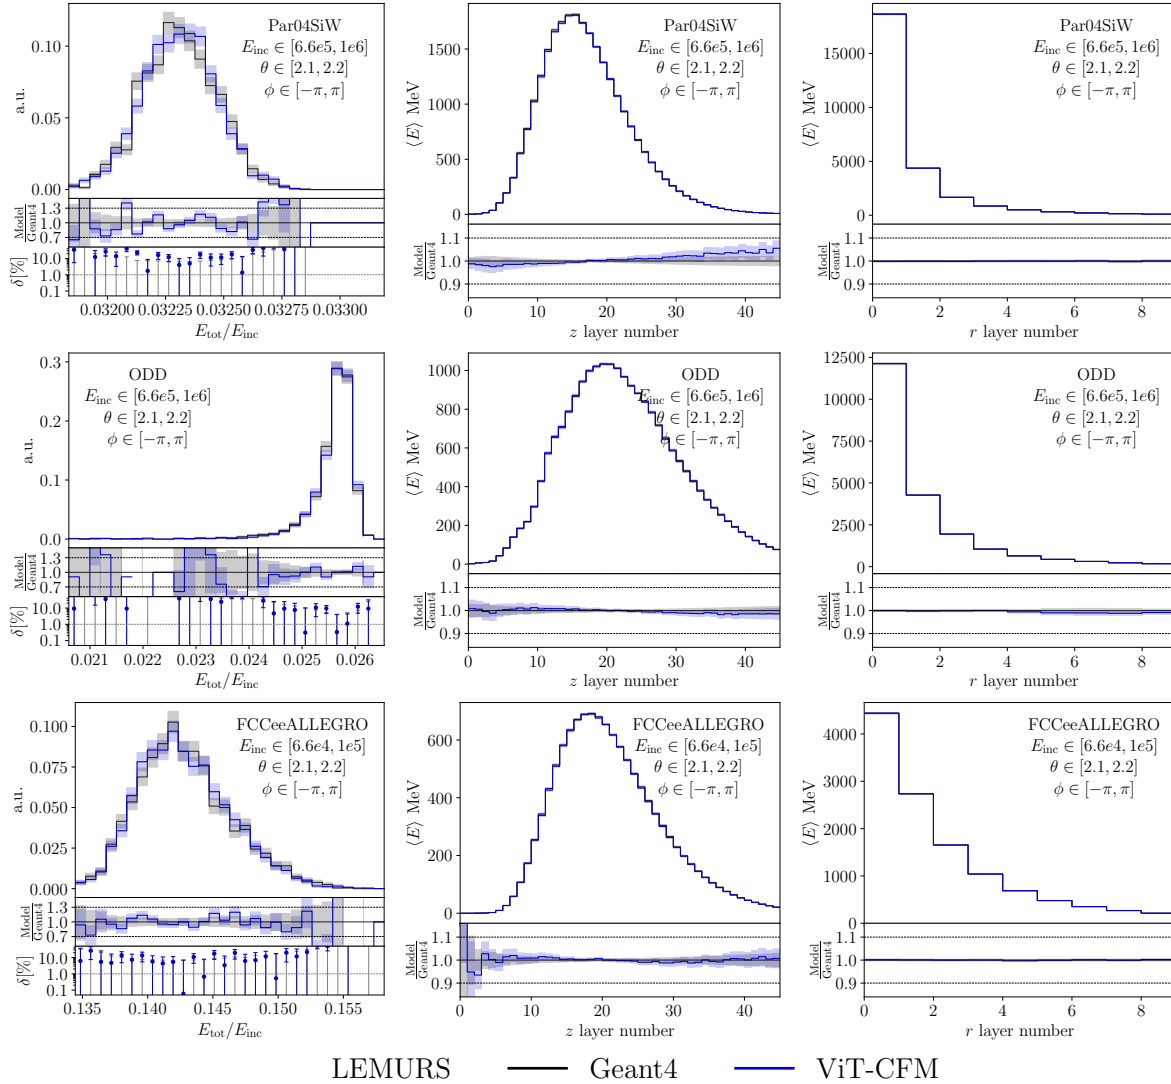 Par04SiW
E_inc ∈ [6.6e5, 1e6]
θ ∈ [2.1, 2.2]
ϕ ∈ [−π, π]
a.u.
0.10
0.05
0.00
Model
Geant4
1.3
1.0
0.7
δ[%]
10.0
1.0
0.1
0.03200 0.03225 0.03250 0.03275 0.03300
E_tot/E_inc
Par04SiW
E_inc ∈ [6.6e5, 1e6]
θ ∈ [2.1, 2.2]
ϕ ∈ [−π, π]
⟨E⟩ MeV
1500
1000
500
0
Model
Geant4
1.1
1.0
0.9
0 10 20 30 40
z layer number
Par04SiW
E_inc ∈ [6.6e5, 1e6]
θ ∈ [2.1, 2.2]
ϕ ∈ [−π, π]
⟨E⟩ MeV
15000
10000
5000
0
Model
Geant4
1.1
1.0
0.9
0 2 4 6 8
r layer number
ODD
E_inc ∈ [6.6e5, 1e6]
θ ∈ [2.1, 2.2]
ϕ ∈ [−π, π]
a.u.
0.3
0.2
0.1
0.0
Model
Geant4
1.3
1.0
0.7
δ[%]
10.0
1.0
0.1
0.021 0.022 0.023 0.024 0.025 0.026
E_tot/E_inc
ODD
E_inc ∈ [6.6e5, 1e6]
θ ∈ [2.1, 2.2]
ϕ ∈ [−π, π]
⟨E⟩ MeV
1000
800
600
400
200
0
Model
Geant4
1.1
1.0
0.9
0 10 20 30 40
z layer number
ODD
E_inc ∈ [6.6e5, 1e6]
θ ∈ [2.1, 2.2]
ϕ ∈ [−π, π]
⟨E⟩ MeV
12500
10000
7500
5000
2500
0
Model
Geant4
1.1
1.0
0.9
0 2 4 6 8
r layer number
FCCeeALLEGRO
E_inc ∈ [6.6e4, 1e5]
θ ∈ [2.1, 2.2]
ϕ ∈ [−π, π]
a.u.
0.100
0.075
0.050
0.025
0.000
Model
Geant4
1.3
1.0
0.7
δ[%]
10.0
1.0
0.1
0.135 0.140 0.145 0.150 0.155
E_tot/E_inc
FCCeeALLEGRO
E_inc ∈ [6.6e4, 1e5]
θ ∈ [2.1, 2.2]
ϕ ∈ [−π, π]
⟨E⟩ MeV
600
400
200
0
Model
Geant4
1.1
1.0
0.9
0 10 20 30 40
z layer number
FCCeeALLEGRO
E_inc ∈ [6.6e4, 1e5]
θ ∈ [2.1, 2.2]
ϕ ∈ [−π, π]
⟨E⟩ MeV
4000
3000
2000
1000
0
Model
Geant4
1.1
1.0
0.9
0 2 4 6 8
r layer number
LEMURS Geant4 ViT-CFM